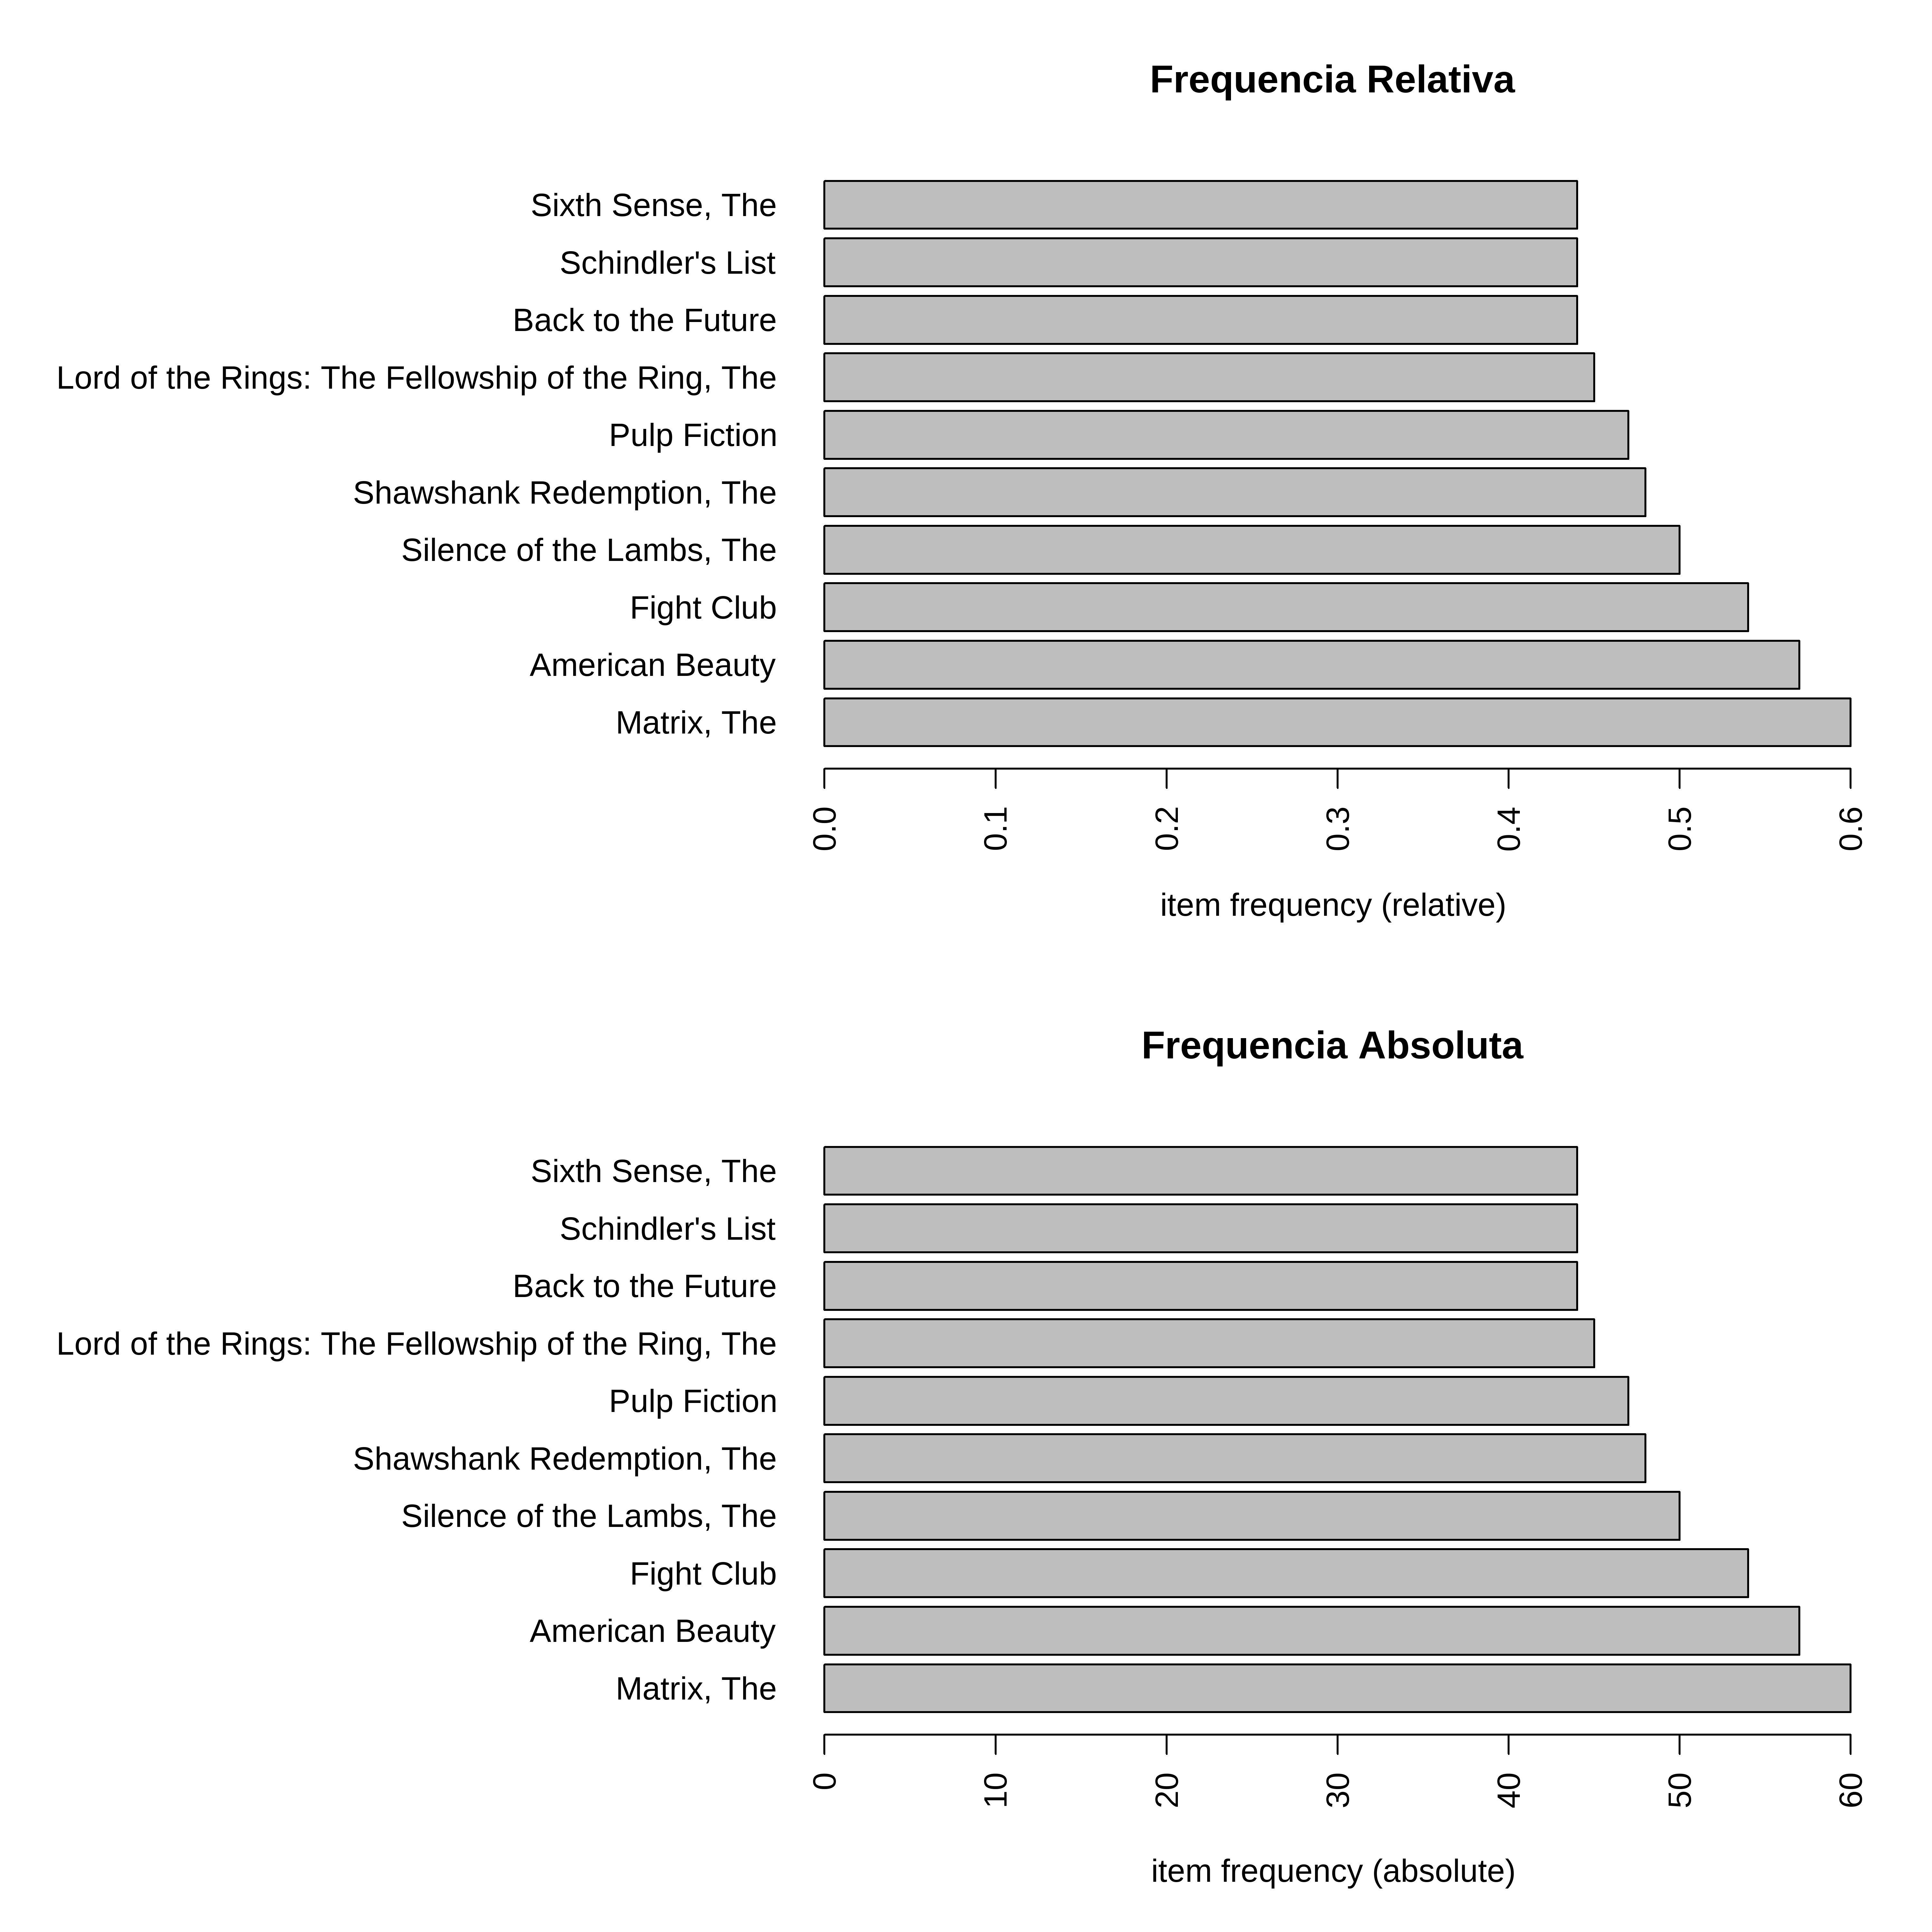 Frequencia Relativa
Sixth Sense, The
Schindler's List
Back to the Future
Lord of the Rings: The Fellowship of the Ring, The
Pulp Fiction
Shawshank Redemption, The
Silence of the Lambs, The
Fight Club
American Beauty
Matrix, The
0.0 0.1 0.2 0.3 0.4 0.5 0.6
item frequency (relative)
Frequencia Absoluta
Sixth Sense, The
Schindler's List
Back to the Future
Lord of the Rings: The Fellowship of the Ring, The
Pulp Fiction
Shawshank Redemption, The
Silence of the Lambs, The
Fight Club
American Beauty
Matrix, The
0 10 20 30 40 50 60
item frequency (absolute)